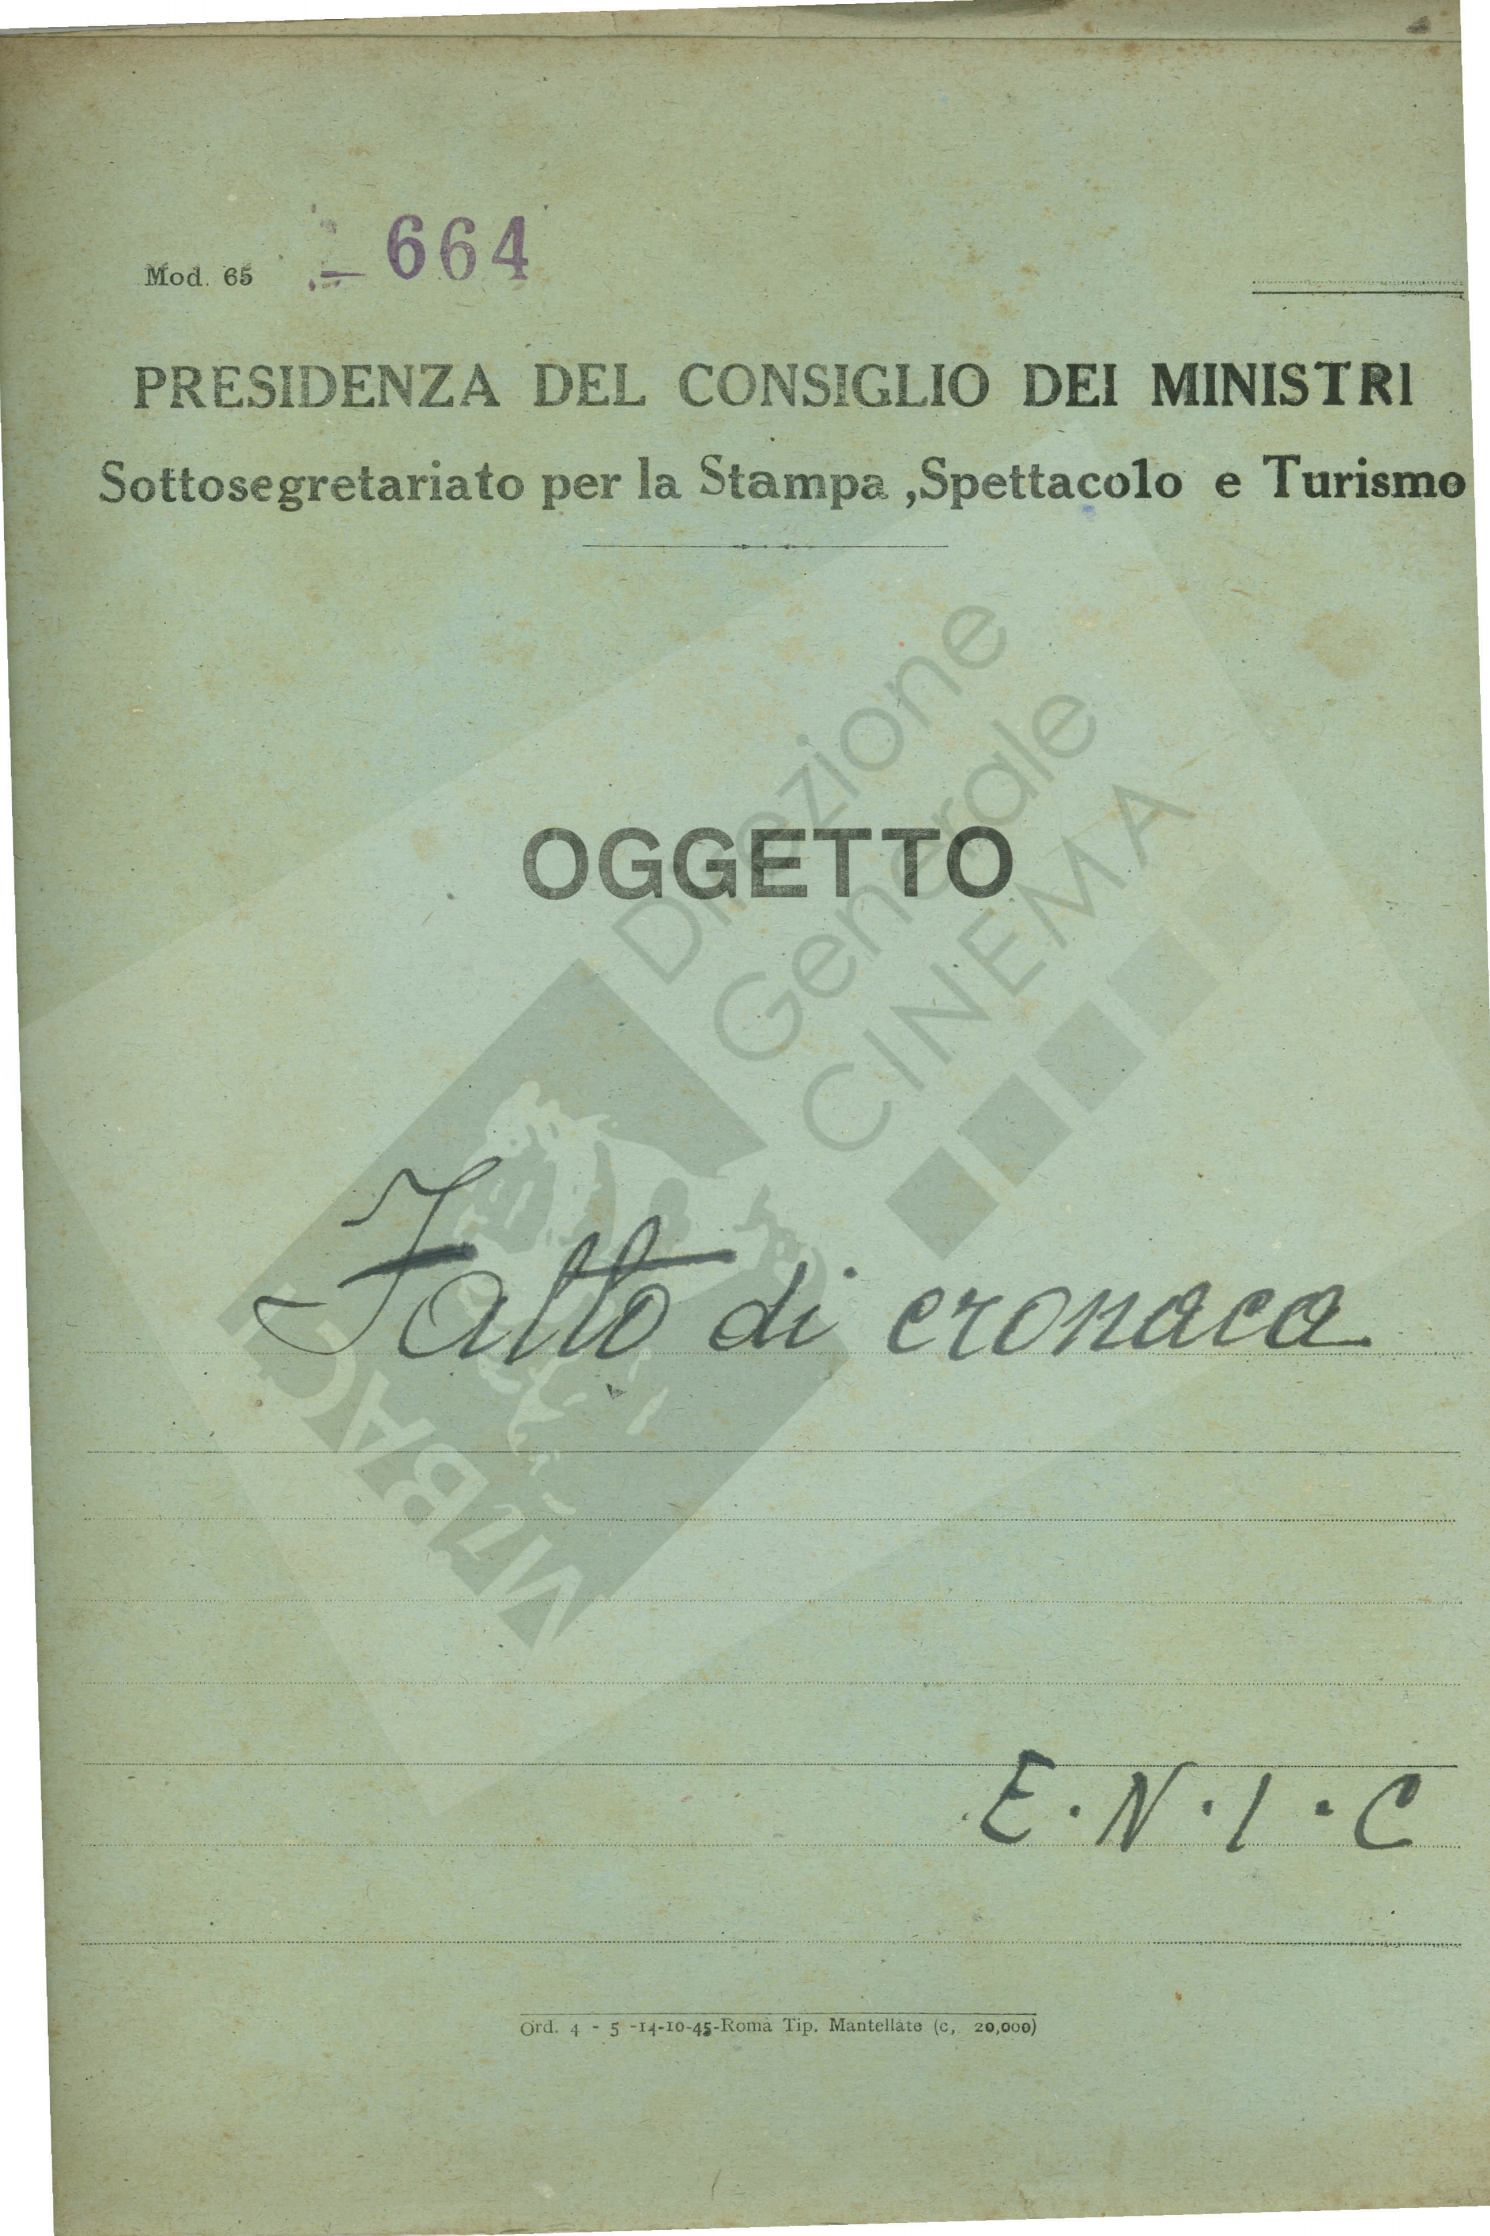 664
Mod. 65
PRESIDENZA DEL CONSIGLIO DEI MINISTRI
Sottosegretariato per la Stampa ,Spettacolo e Turismo
Direzione
Generale
CINEMA
OGGETTO
MiBAC
Fatto di cronaca
E. N. I. C
Ord. 4 - 5 -14-10-45-Roma Tip. Mantellate (c, 20,000)